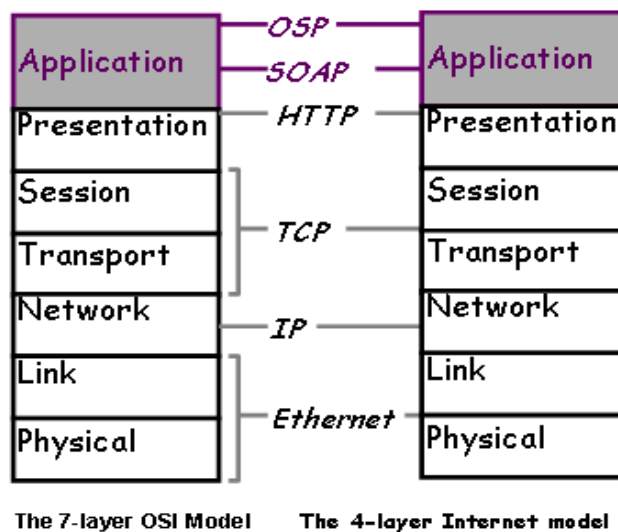 OSP
Application
Application
SOAP
HTTP
Presentation
Presentation
Session
Session
TCP
Transport
Transport
Network
Network
IP
Link
Link
Ethernet
Physical
Physical
The 7-layer OSI Model
The 4-layer Internet model